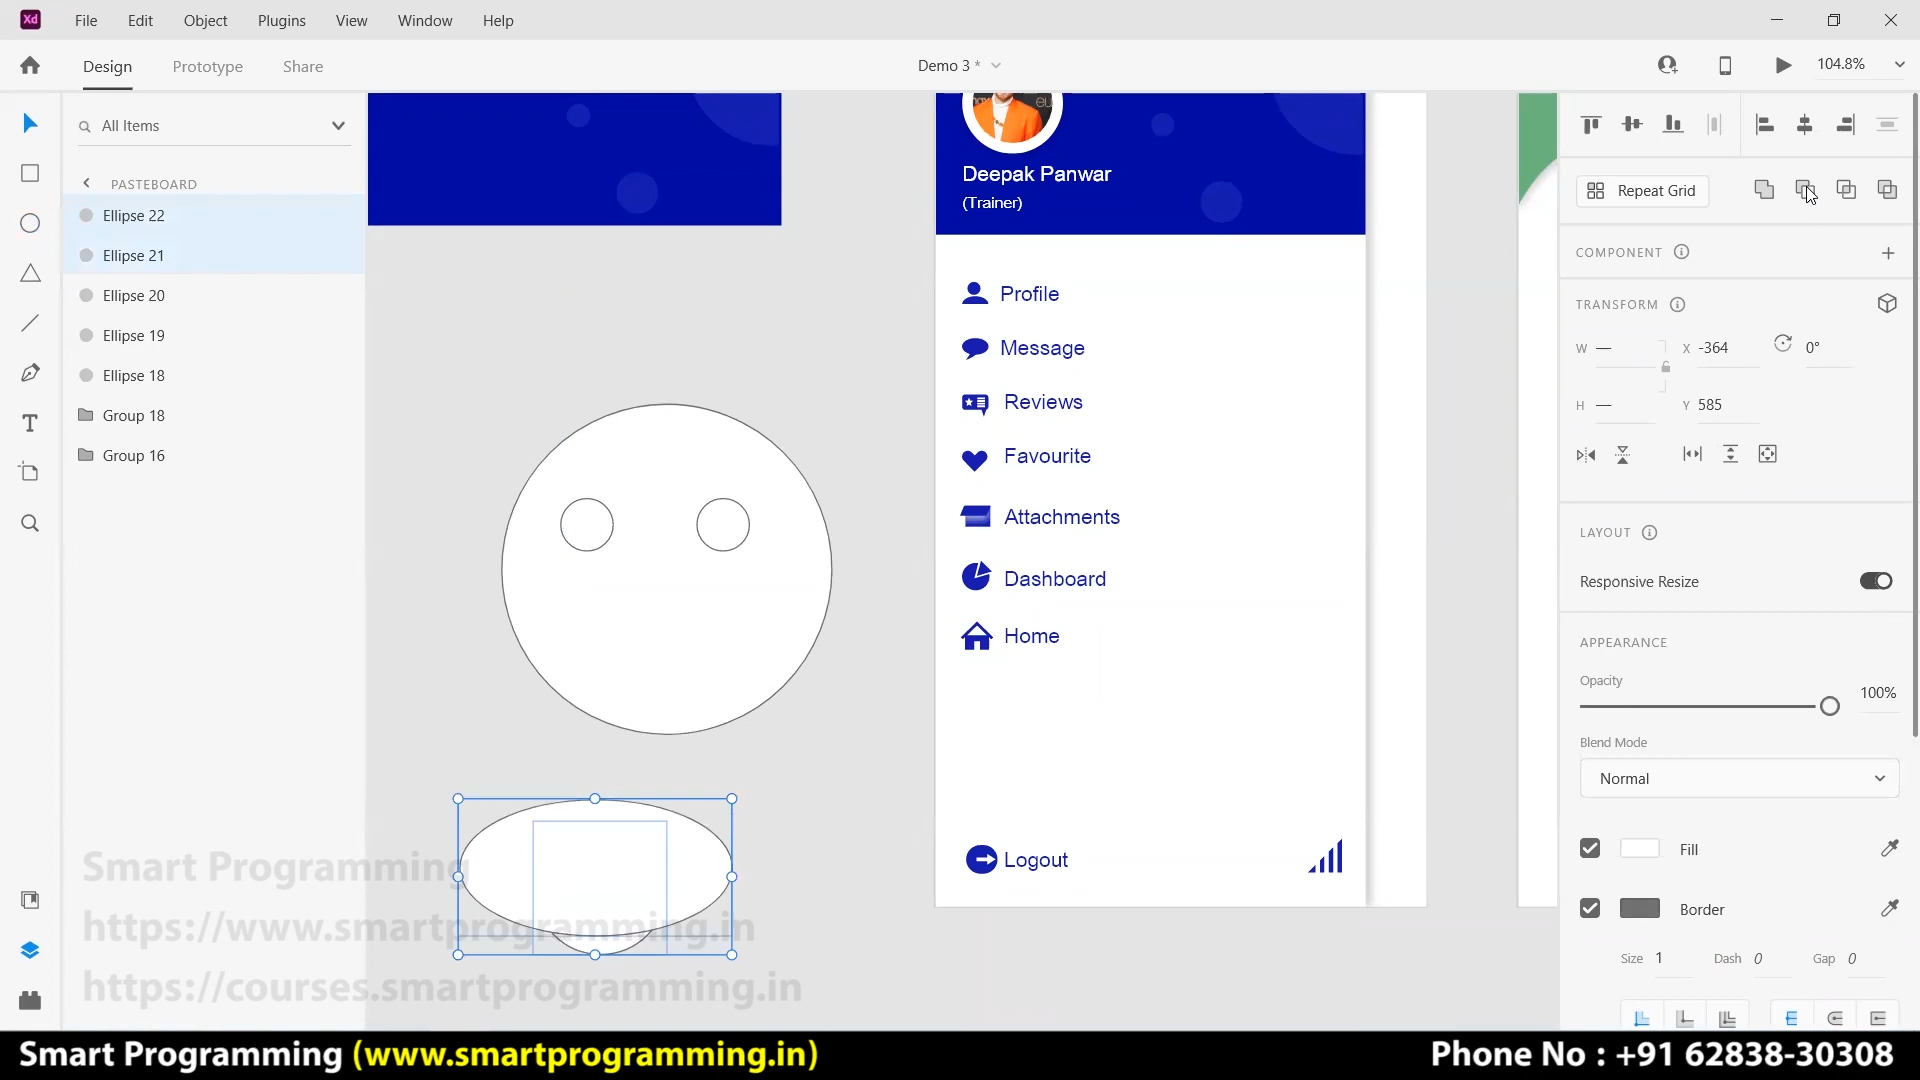 Xd File Edit Object Plugins View Window Help
Design Prototype Share Demo 3 * 104.8%
All Items
PASTEBOARD
Ellipse 22
Ellipse 21
Ellipse 20
Ellipse 19
Ellipse 18
Group 18
Group 16
Deepak Panwar
(Trainer)
Profile
Message
Reviews
Favourite
Attachments
Dashboard
Home
Logout
Repeat Grid
COMPONENT
TRANSFORM
W — X -364 0°
H — Y 585
LAYOUT
Responsive Resize
APPEARANCE
Opacity
100%
Blend Mode
Normal
Fill
Border
Size 1 Dash 0 Gap 0
Smart Programming
https://www.smartprogramming.in
https://courses.smartprogramming.in
Smart Programming (www.smartprogramming.in) Phone No : +91 62838-30308